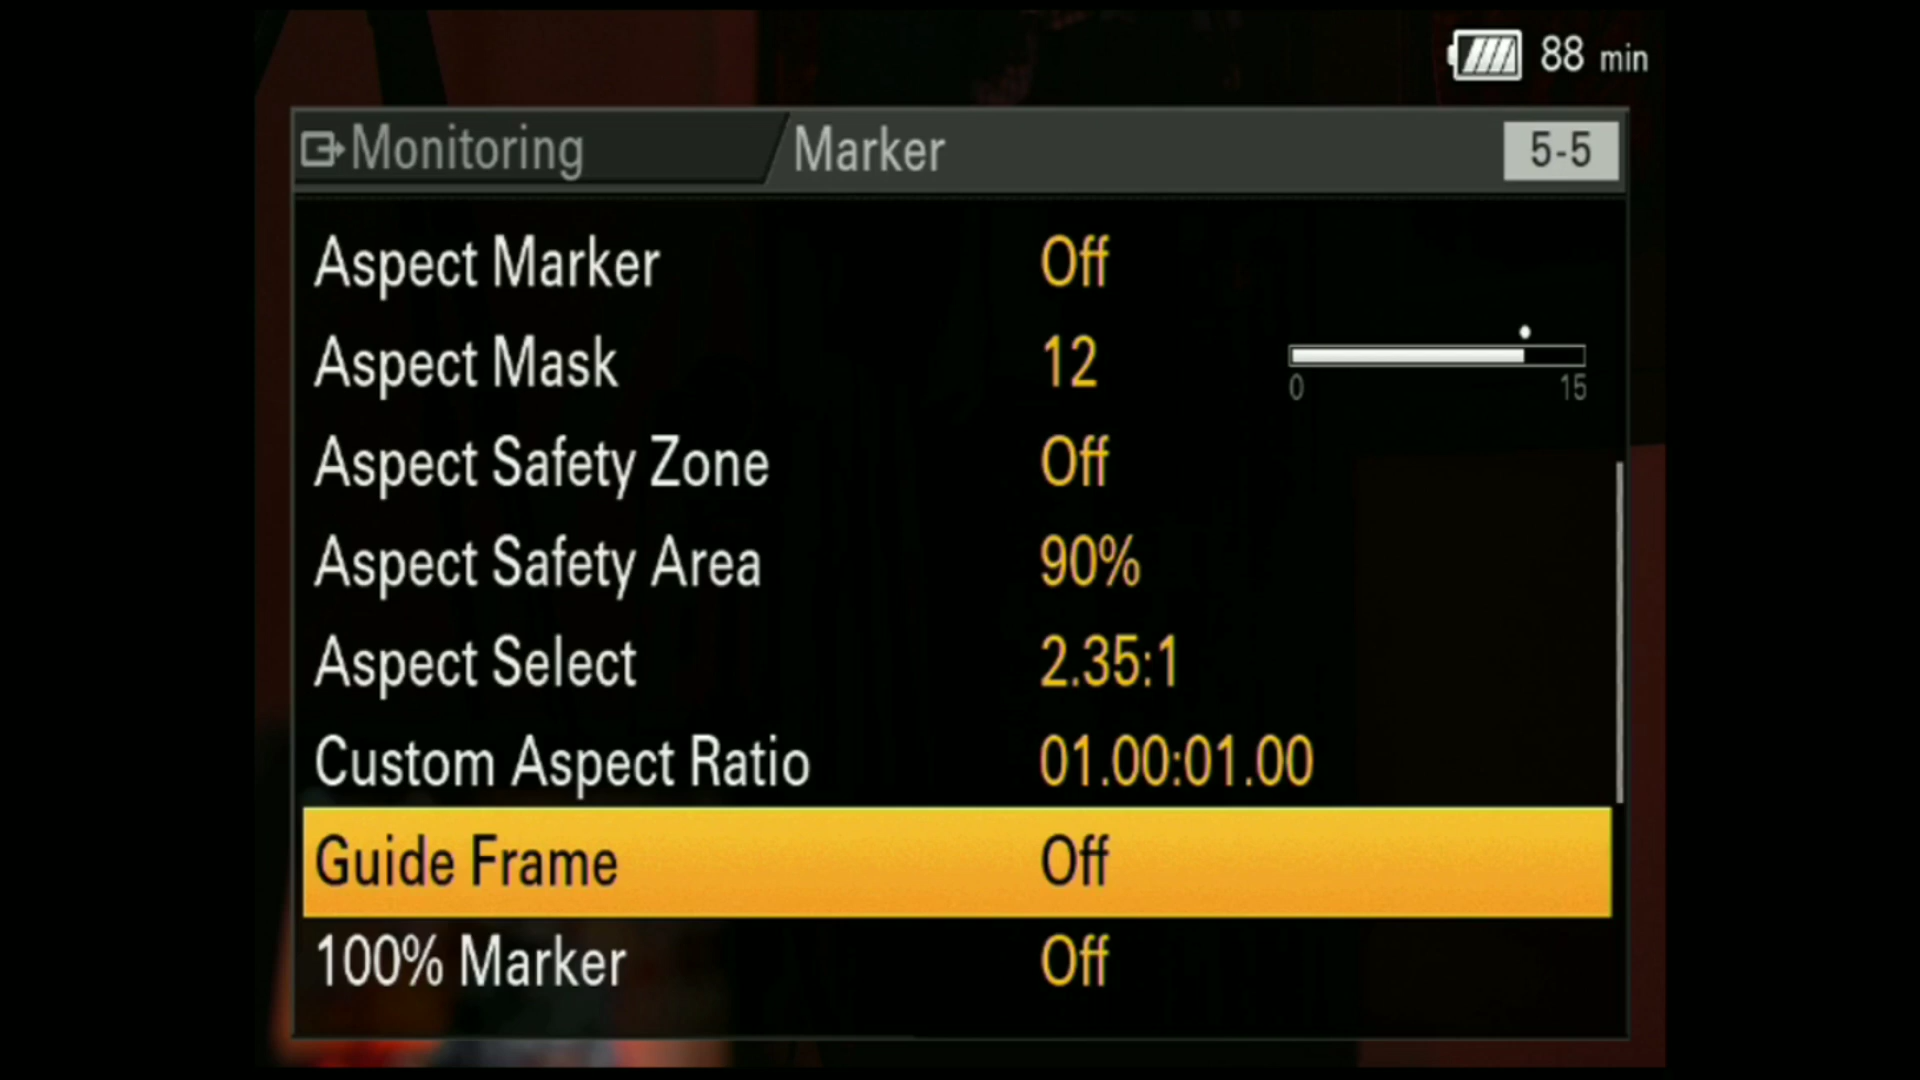 88 min
Monitoring Marker 5-5
Aspect Marker Off
Aspect Mask 12
0 15
Aspect Safety Zone Off
Aspect Safety Area 90%
Aspect Select 2.35:1
Custom Aspect Ratio 01.00:01.00
Guide Frame Off
100% Marker Off